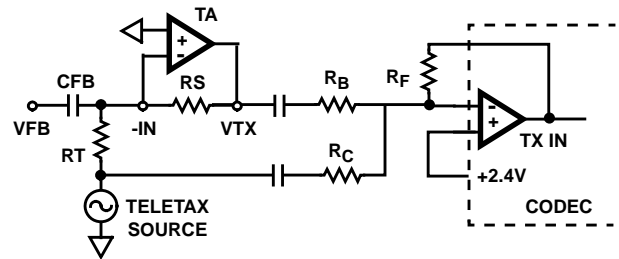 TA
+
-
CFB
RS
RB
RF
VFB
-IN
VTX
-
+
TX IN
RT
RC
+2.4V
TELETAX
SOURCE
CODEC